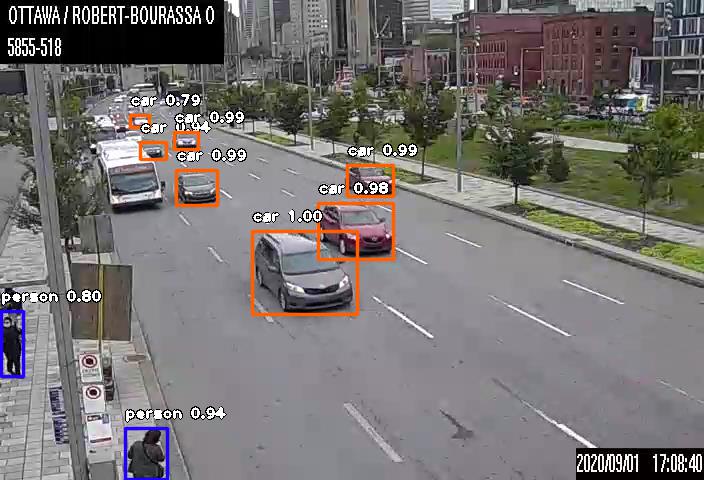 OTTAWA / ROBERT-BOURASSA O
5855-518
car 0.79
car 0.99
car 0.94
car 0.99
car 0.99
car 0.98
car 1.00
person 0.80
person 0.94
2020/09/01 17:08:40